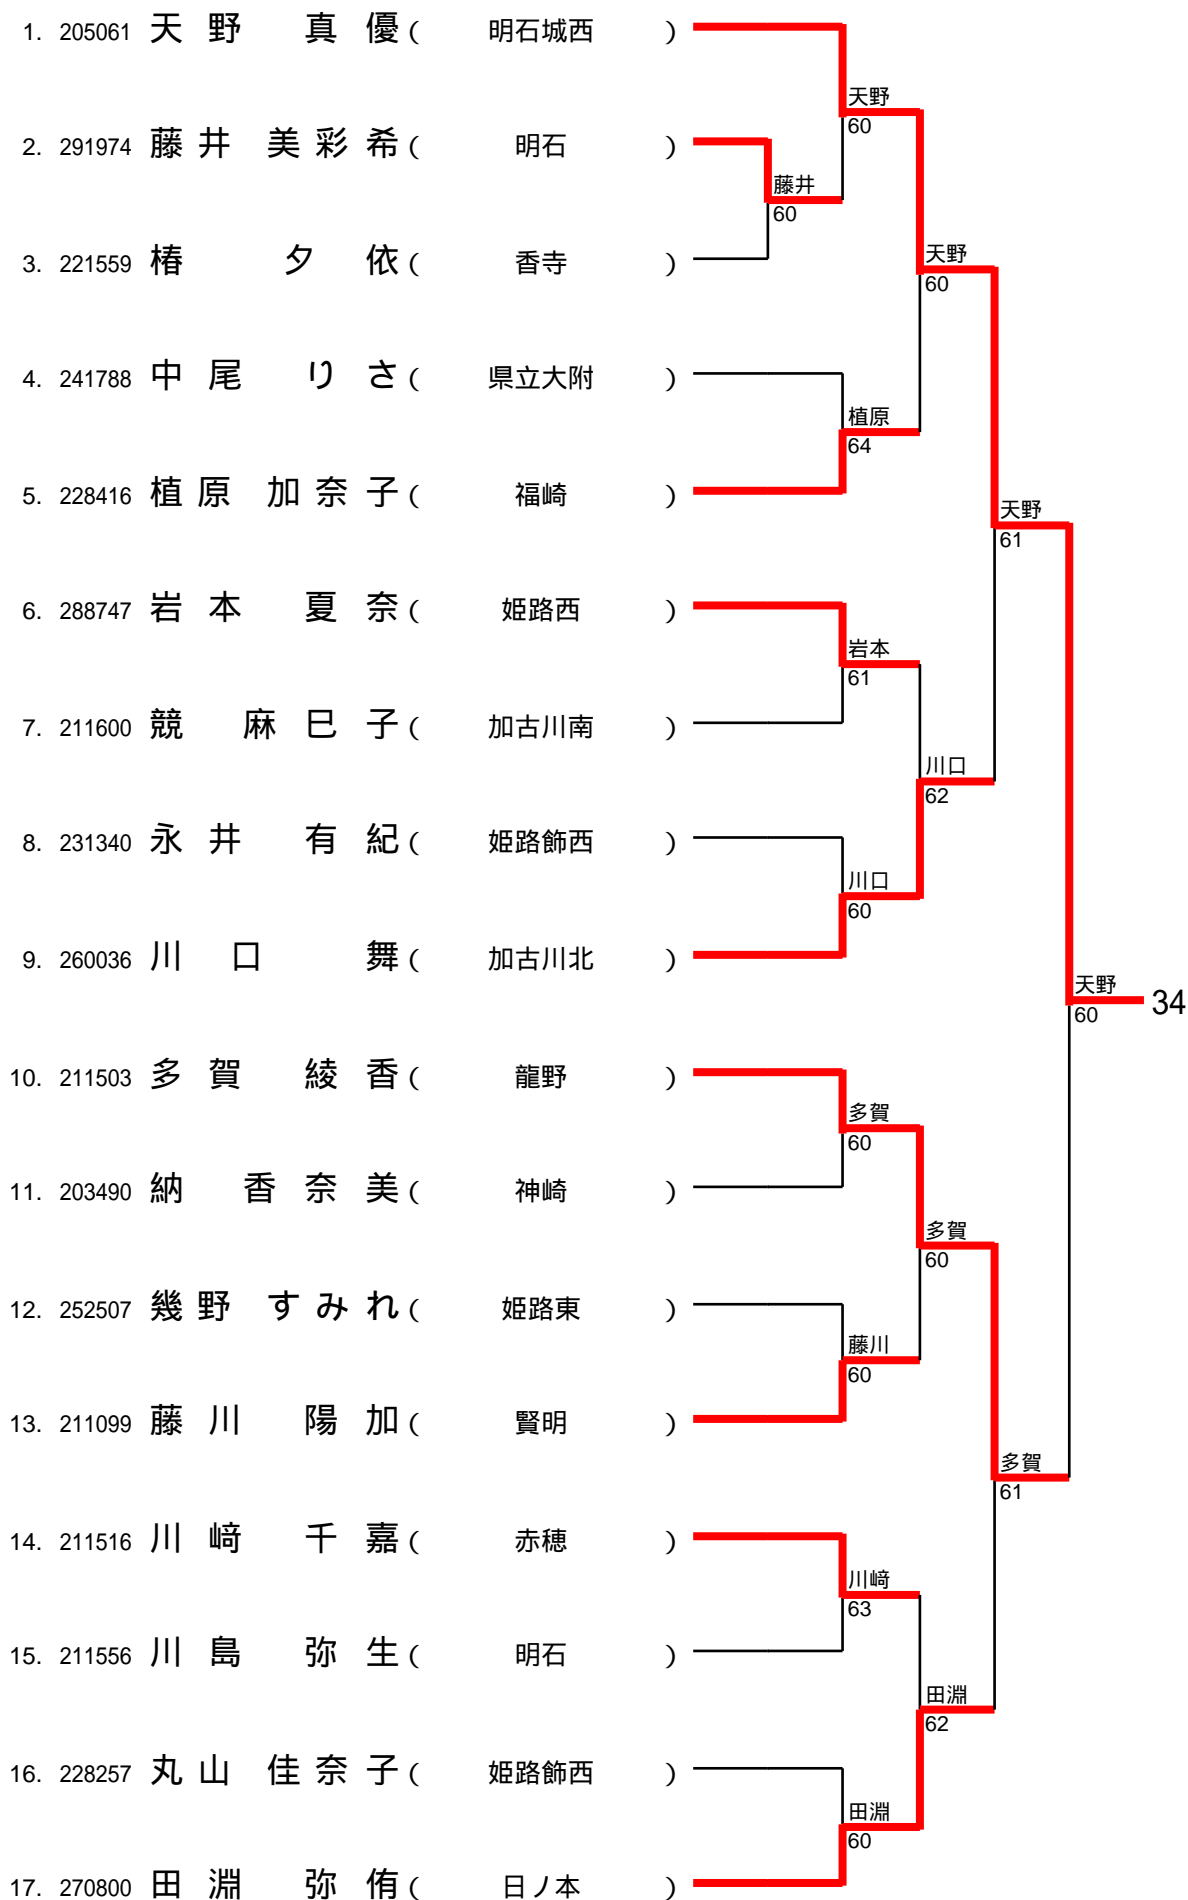 1. 205061 天野 真優 ( 明石城西 )
天野
60
2. 291974 藤井 美彩希 ( 明石 )
藤井
60
3. 221559 椿 夕依 ( 香寺 )
天野
60
4. 241788 中尾 りさ ( 県立大附 )
植原
64
5. 228416 植原 加奈子 ( 福崎 )
天野
61
6. 288747 岩本 夏奈 ( 姫路西 )
岩本
61
7. 211600 競 麻巳子 ( 加古川南 )
川口
62
8. 231340 永井 有紀 ( 姫路飾西 )
川口
60
9. 260036 川口 舞 ( 加古川北 )
天野
60
34
10. 211503 多賀 綾香 ( 龍野 )
多賀
60
11. 203490 納 香奈美 ( 神崎 )
多賀
60
12. 252507 幾野 すみれ ( 姫路東 )
藤川
60
13. 211099 藤川 陽加 ( 賢明 )
多賀
61
14. 211516 川﨑 千嘉 ( 赤穂 )
川﨑
63
15. 211556 川島 弥生 ( 明石 )
田淵
62
16. 228257 丸山 佳奈子 ( 姫路飾西 )
田淵
60
17. 270800 田淵 弥侑 ( 日ノ本 )